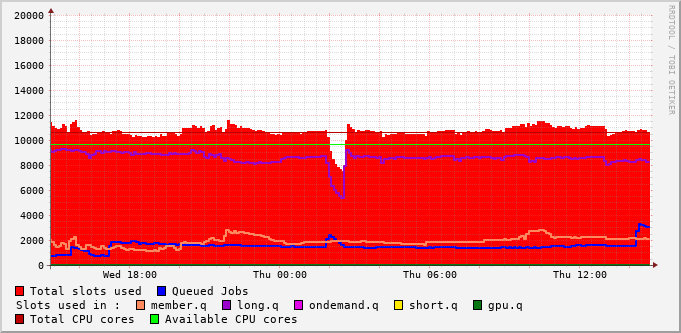 20000
18000
16000
14000
12000
10000
8000
6000
4000
2000
0
Wed 18:00 Thu 00:00 Thu 06:00 Thu 12:00
RRDTOOL / TOBI OETIKER
Total slots used Queued Jobs
Slots used in : member.q long.q ondemand.q short.q gpu.q
Total CPU cores Available CPU cores